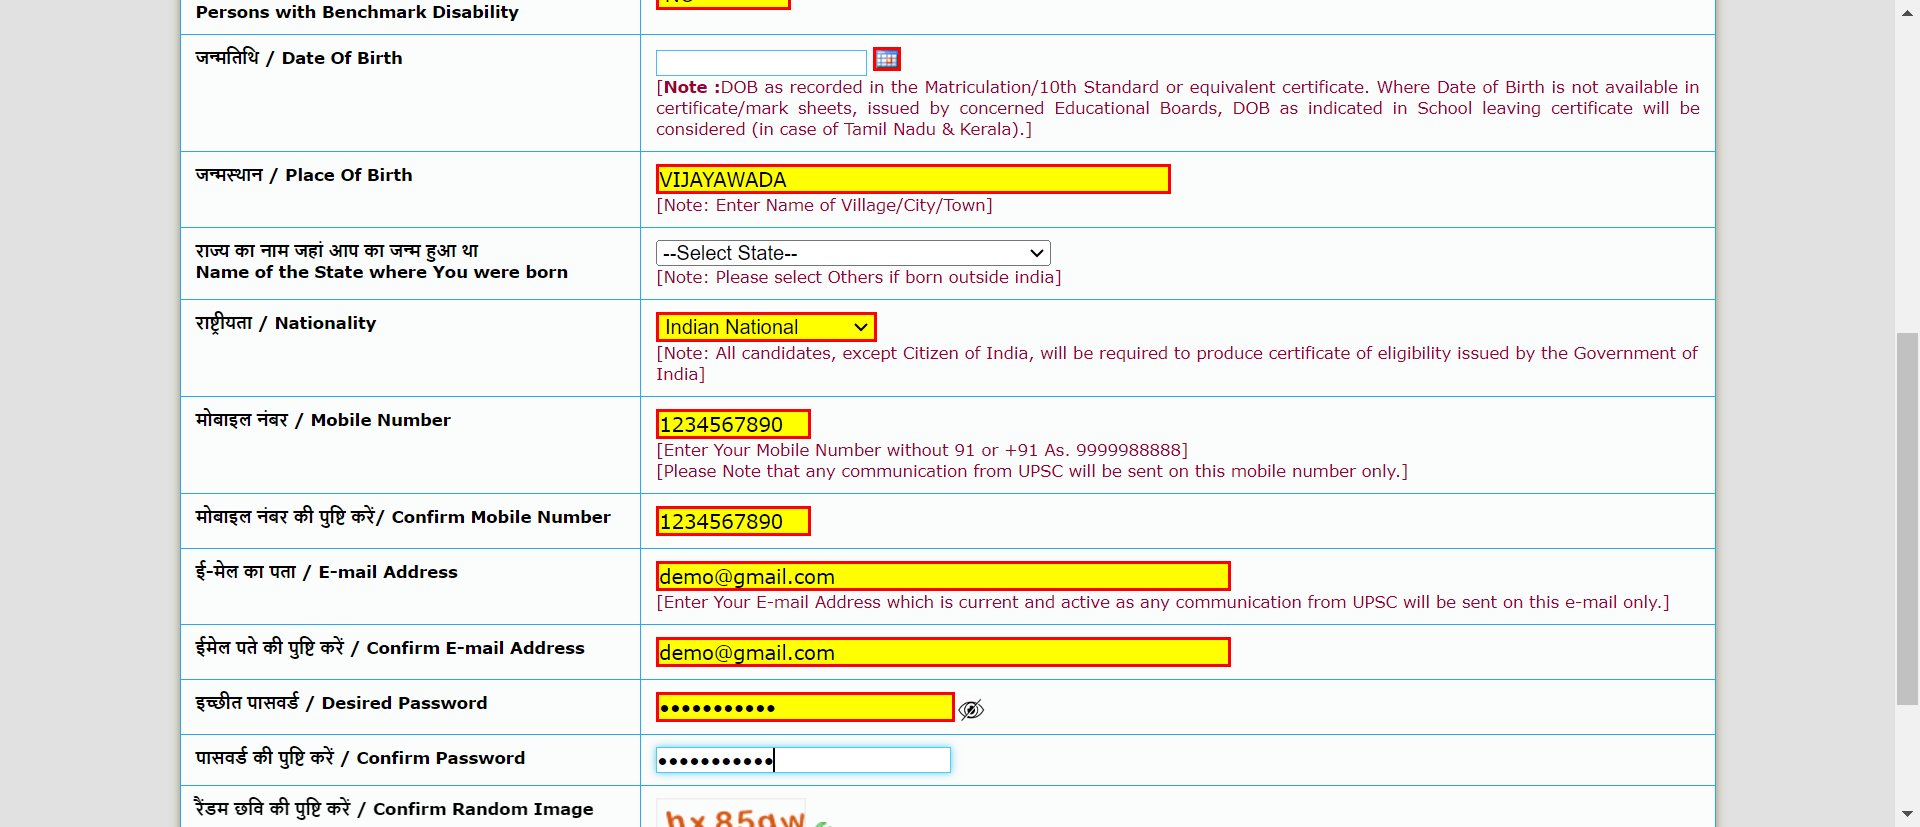 Persons with Benchmark Disability
जन्मतिथि / Date Of Birth
[Note :DOB as recorded in the Matriculation/10th Standard or equivalent certificate. Where Date of Birth is not available in
certificate/mark sheets, issued by concerned Educational Boards, DOB as indicated in School leaving certificate will be
considered (in case of Tamil Nadu & Kerala).]
जन्मस्थान / Place Of Birth
VIJAYAWADA
[Note: Enter Name of Village/City/Town]
राज्य का नाम जहां आप का जन्म हुआ था
Name of the State where You were born
--Select State--
[Note: Please select Others if born outside india]
राष्ट्रीयता / Nationality
Indian National
[Note: All candidates, except Citizen of India, will be required to produce certificate of eligibility issued by the Government of
India]
मोबाइल नंबर / Mobile Number
1234567890
[Enter Your Mobile Number without 91 or +91 As. 9999988888]
[Please Note that any communication from UPSC will be sent on this mobile number only.]
मोबाइल नंबर की पुष्टि करें/ Confirm Mobile Number
1234567890
ई-मेल का पता / E-mail Address
demo@gmail.com
[Enter Your E-mail Address which is current and active as any communication from UPSC will be sent on this e-mail only.]
ईमेल पते की पुष्टि करें / Confirm E-mail Address
demo@gmail.com
इच्छीत पासवर्ड / Desired Password
पासवर्ड की पुष्टि करें / Confirm Password
रैंडम छवि की पुष्टि करें / Confirm Random Image